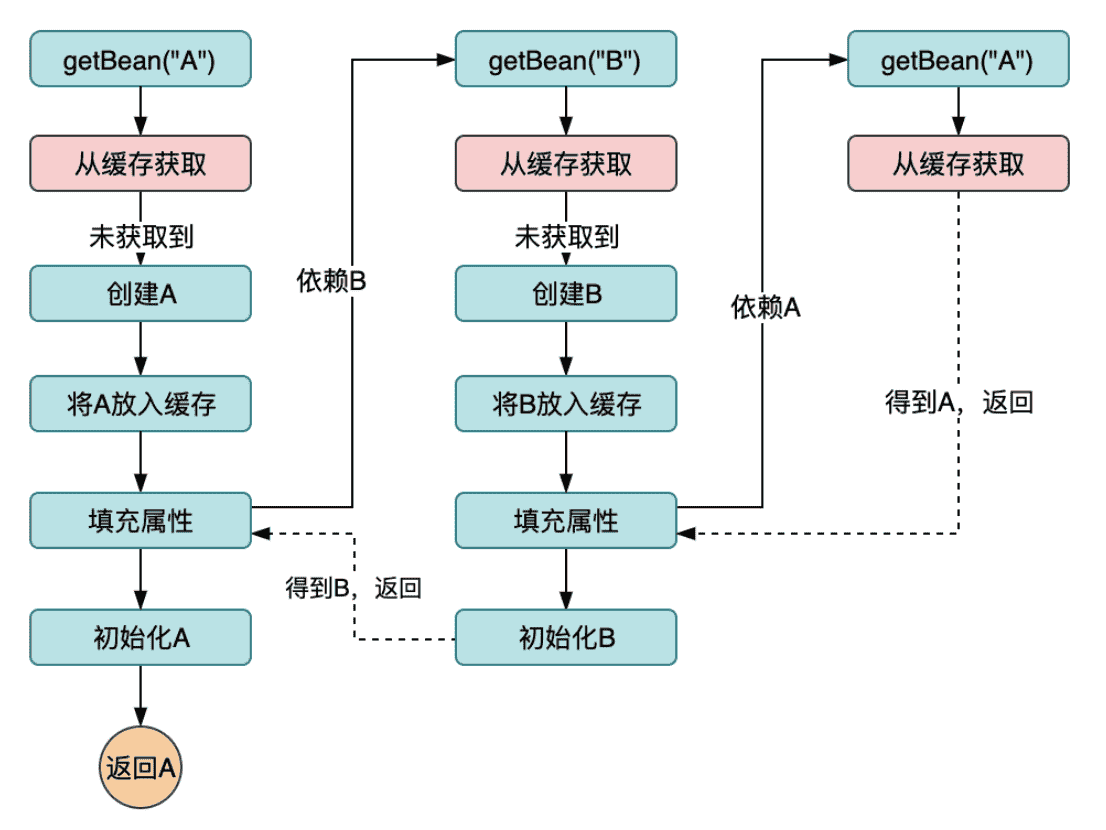 getBean("A")
从缓存获取
未获取到
创建A
将A放入缓存
填充属性
初始化A
返回A
依赖B
getBean("B")
从缓存获取
未获取到
创建B
将B放入缓存
填充属性
初始化B
得到B，返回
依赖A
getBean("A")
从缓存获取
得到A，返回